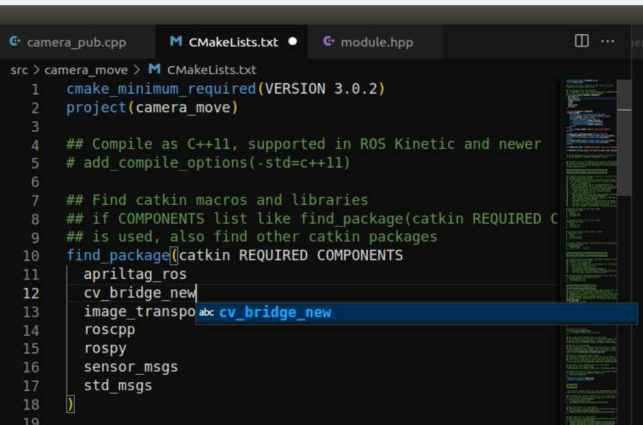 camera_pub.cpp
CMakeLists.txt
module.hpp
src > camera_move > CMakeLists.txt
1 cmake_minimum_required(VERSION 3.0.2)
2 project(camera_move)
3
4 ## Compile as C++11, supported in ROS Kinetic and newer
5 # add_compile_options(-std=c++11)
6
7 ## Find catkin macros and libraries
8 ## if COMPONENTS list like find_package(catkin REQUIRED C
9 ## is used, also find other catkin packages
10 find_package(catkin REQUIRED COMPONENTS
11 apriltag_ros
12 cv_bridge_new
13 image_transpo
abc cv_bridge_new
14 roscpp
15 rospy
16 sensor_msgs
17 std_msgs
18 )
19